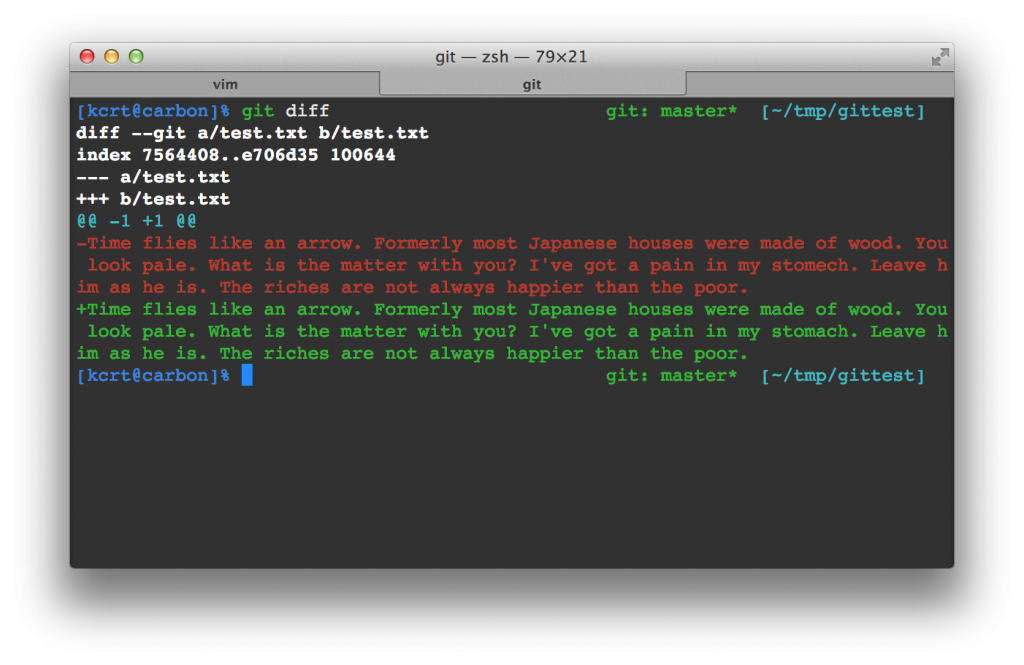 git — zsh — 79×21
vim git
[kcrt@carbon]% git diff git: master* [~/tmp/gittest]
diff --git a/test.txt b/test.txt
index 7564408..e706d35 100644
--- a/test.txt
+++ b/test.txt
@@ -1 +1 @@
-Time flies like an arrow. Formerly most Japanese houses were made of wood. You
 look pale. What is the matter with you? I've got a pain in my stomech. Leave h
im as he is. The riches are not always happier than the poor.
+Time flies like an arrow. Formerly most Japanese houses were made of wood. You
 look pale. What is the matter with you? I've got a pain in my stomach. Leave h
im as he is. The riches are not always happier than the poor.
[kcrt@carbon]% git: master* [~/tmp/gittest]